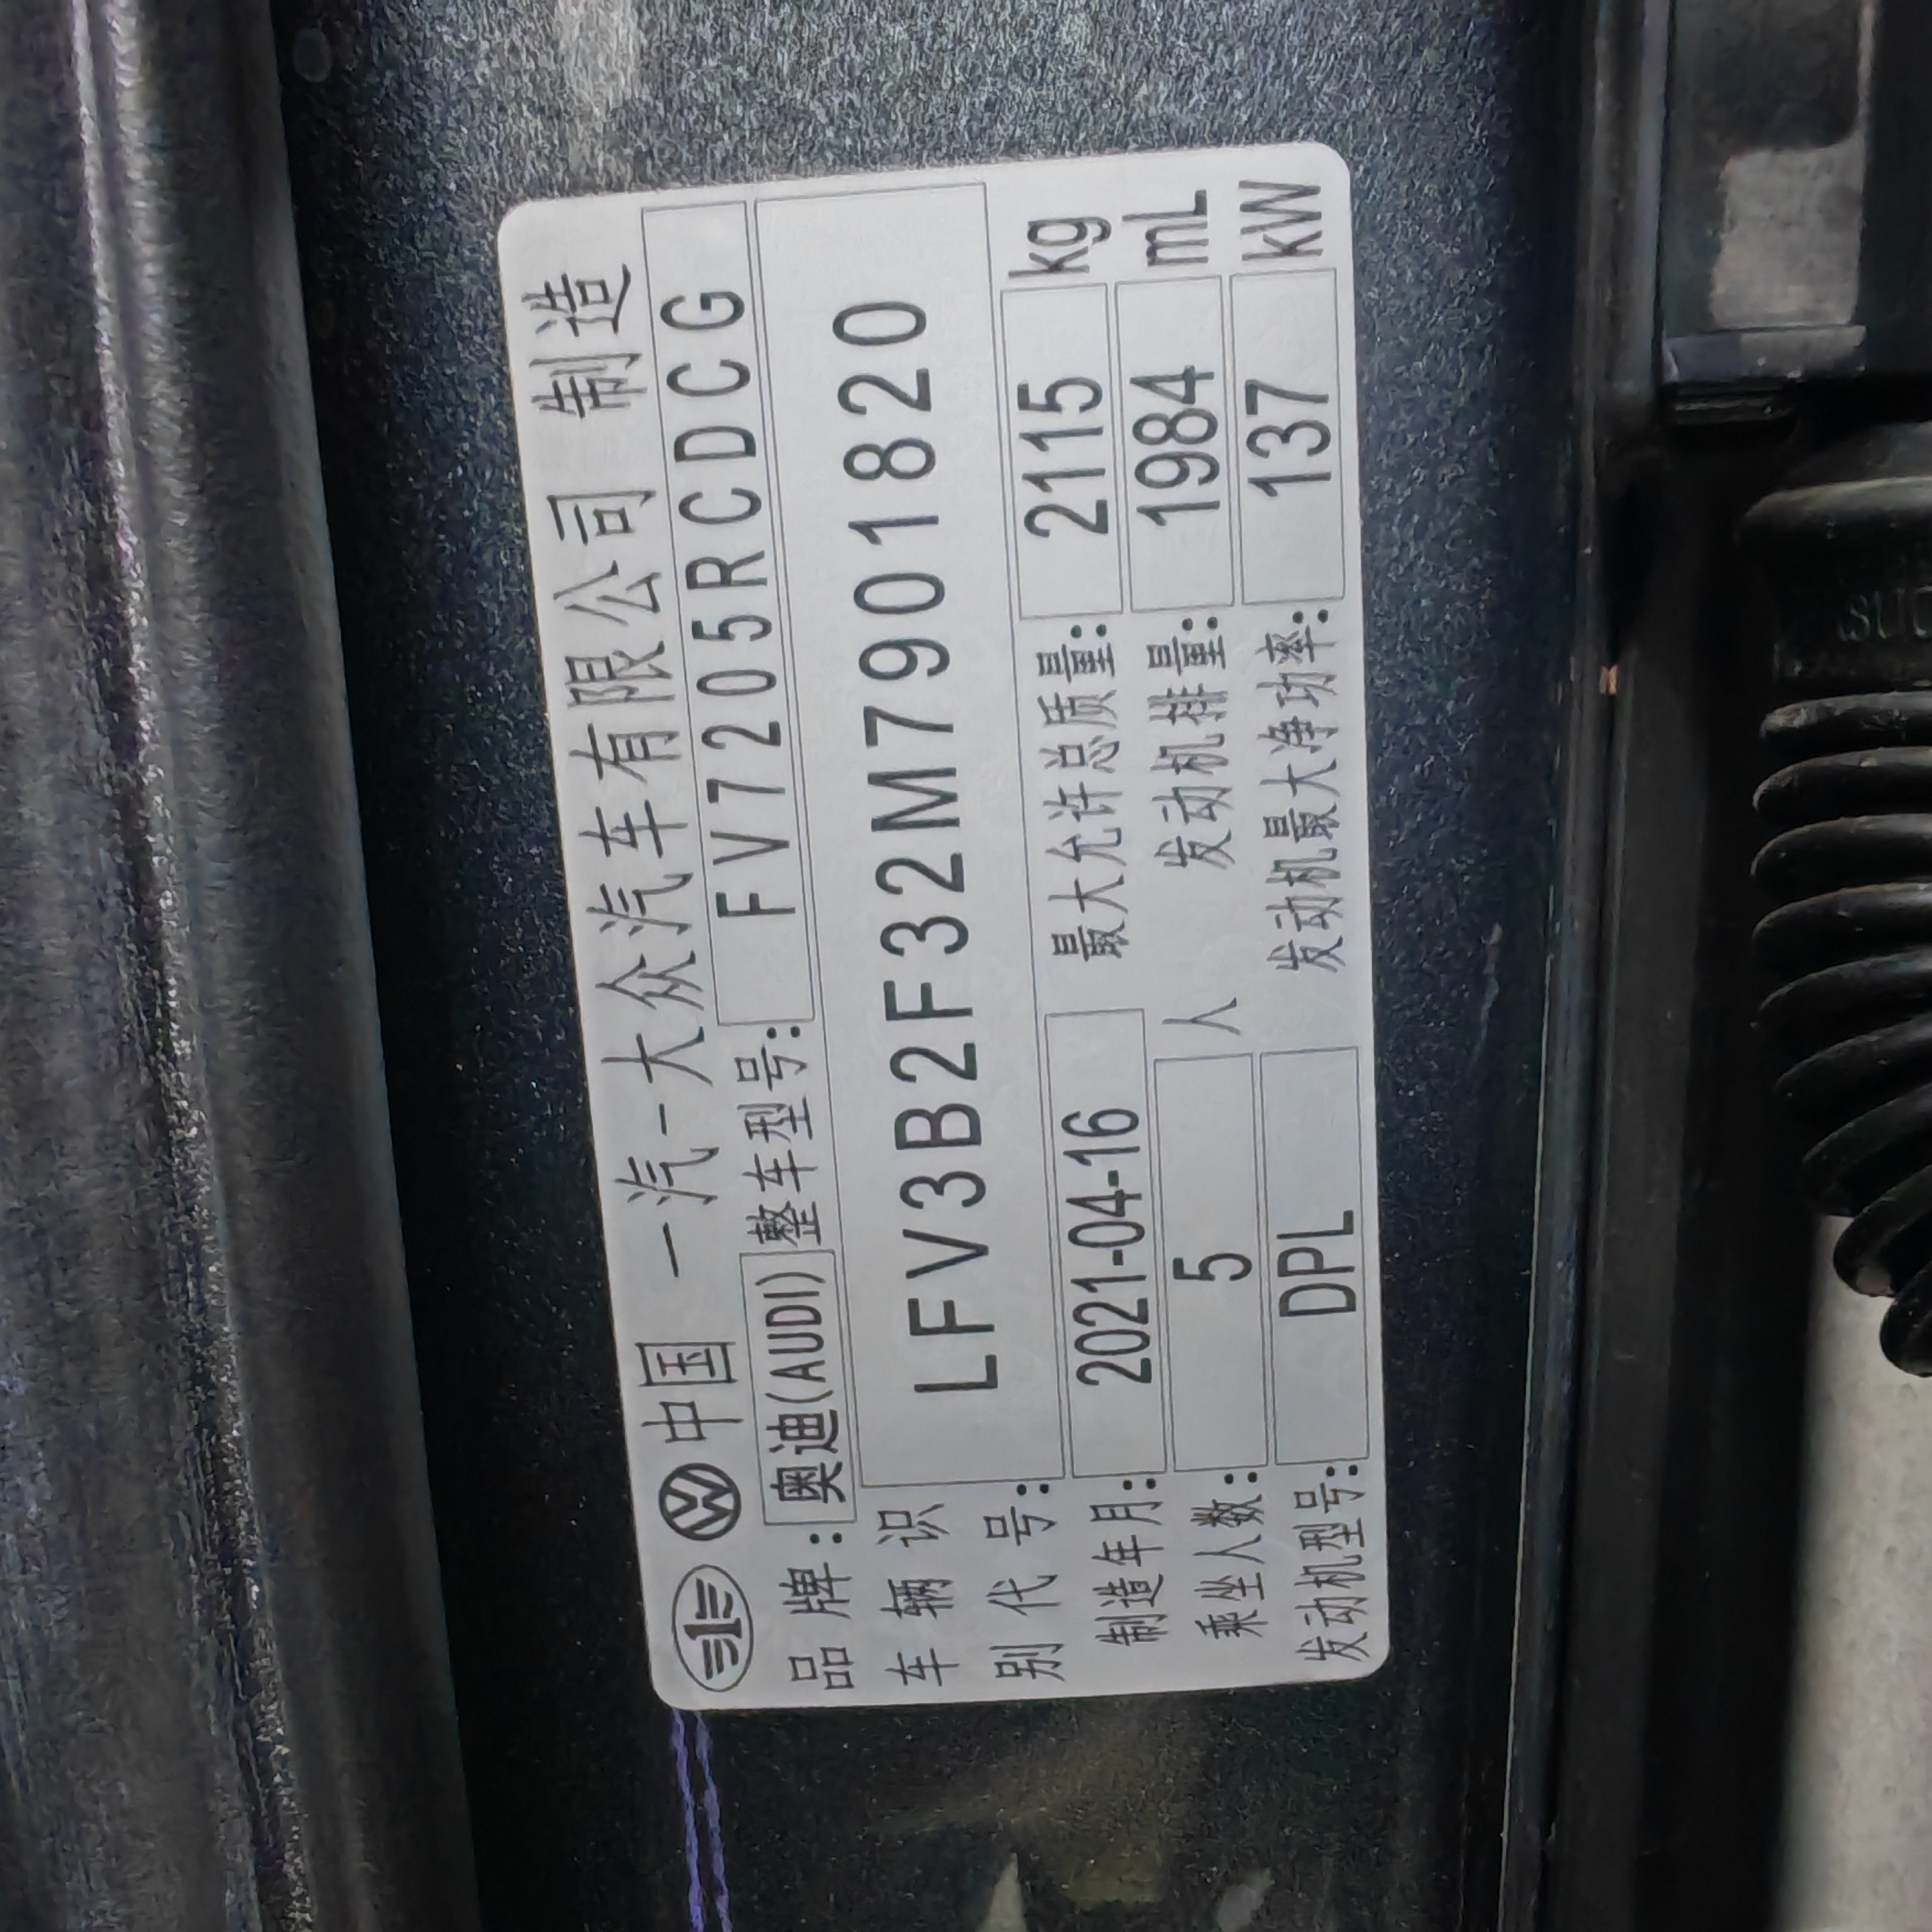 中国 一汽-大众汽车有限公司 制造
品牌: 奥迪(AUDI) 整车型号: FV7205RCDCG
车辆识别代号: LFV3B2F32M7901820
制造年月: 2021-04-16 最大允许总质量: 2115 kg
乘坐人数: 5 人 发动机排量: 1984 mL
发动机型号: DPL 发动机最大净功率: 137 kW